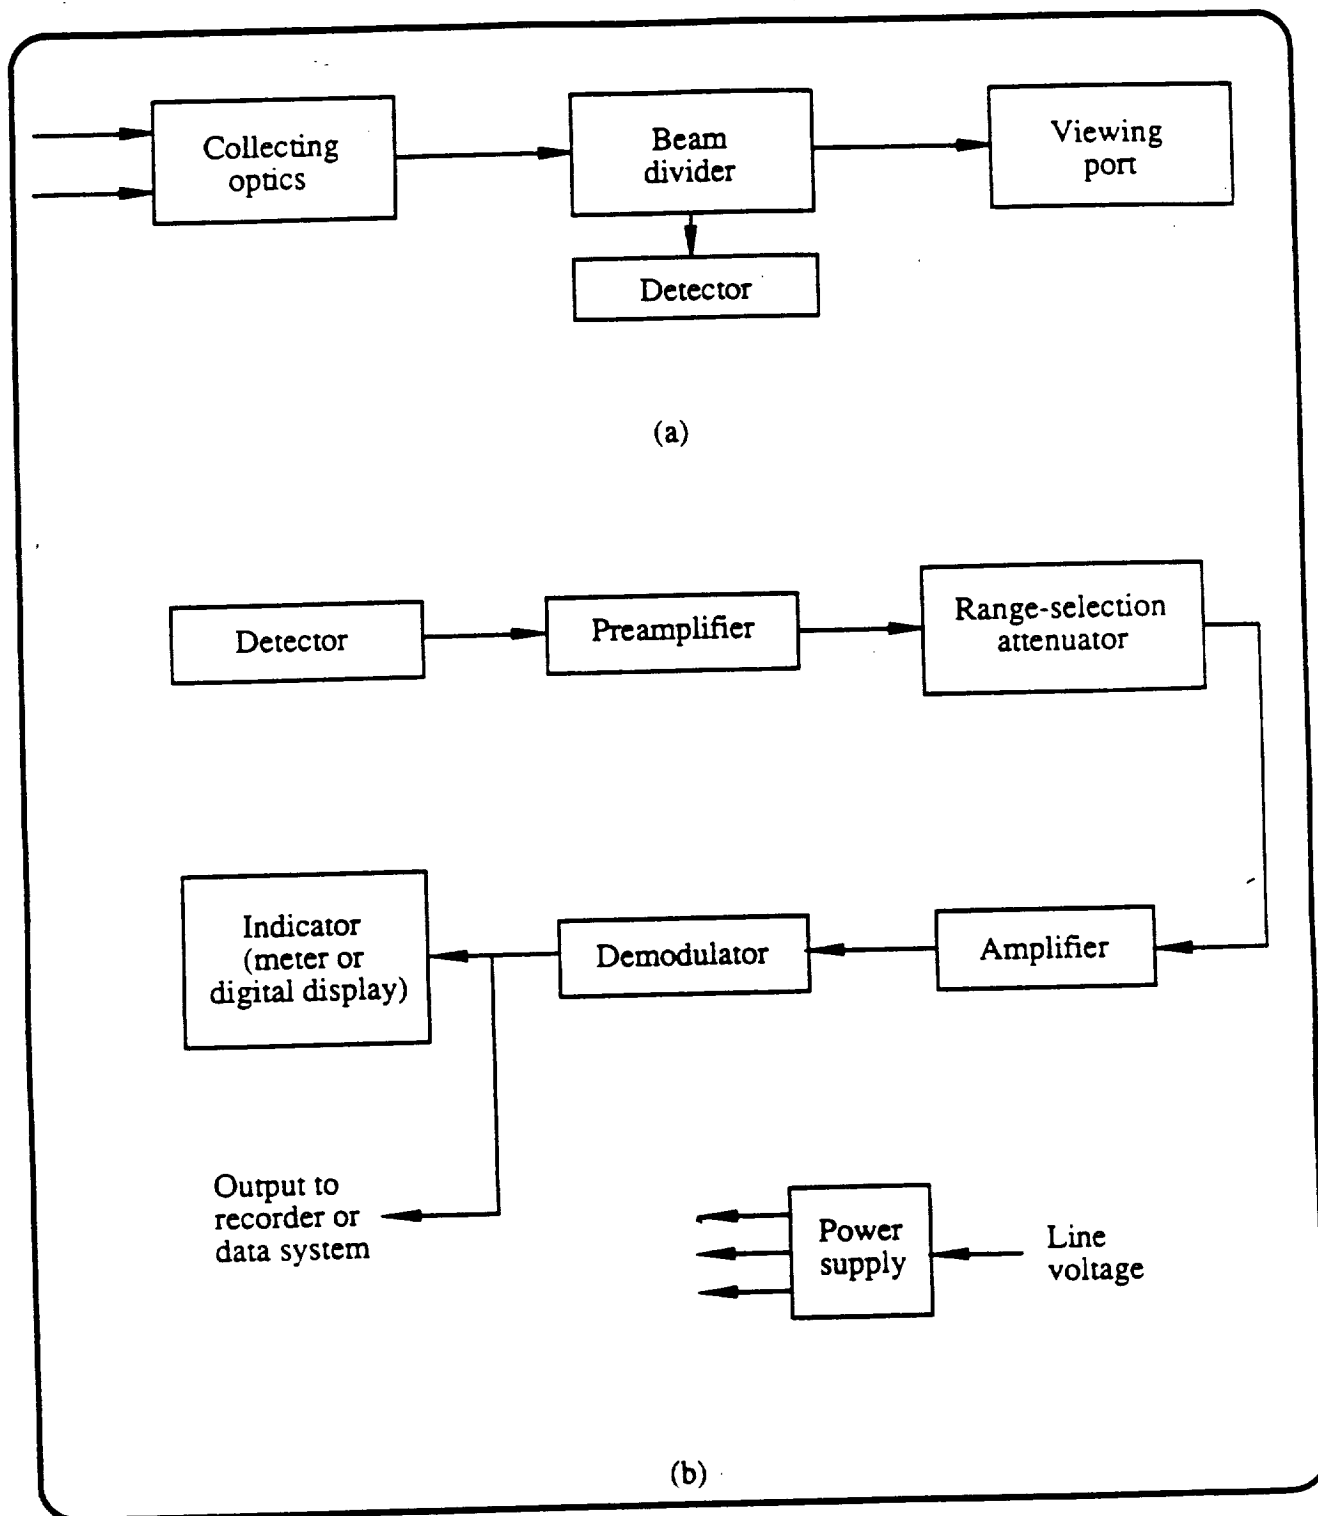 Collecting
optics
Beam
divider
Viewing
port
Detector
(a)
Detector
Preamplifier
Range-selection
attenuator
Indicator
(meter or
digital display)
Demodulator
Amplifier
Output to
recorder or
data system
Power
supply
Line
voltage
(b)